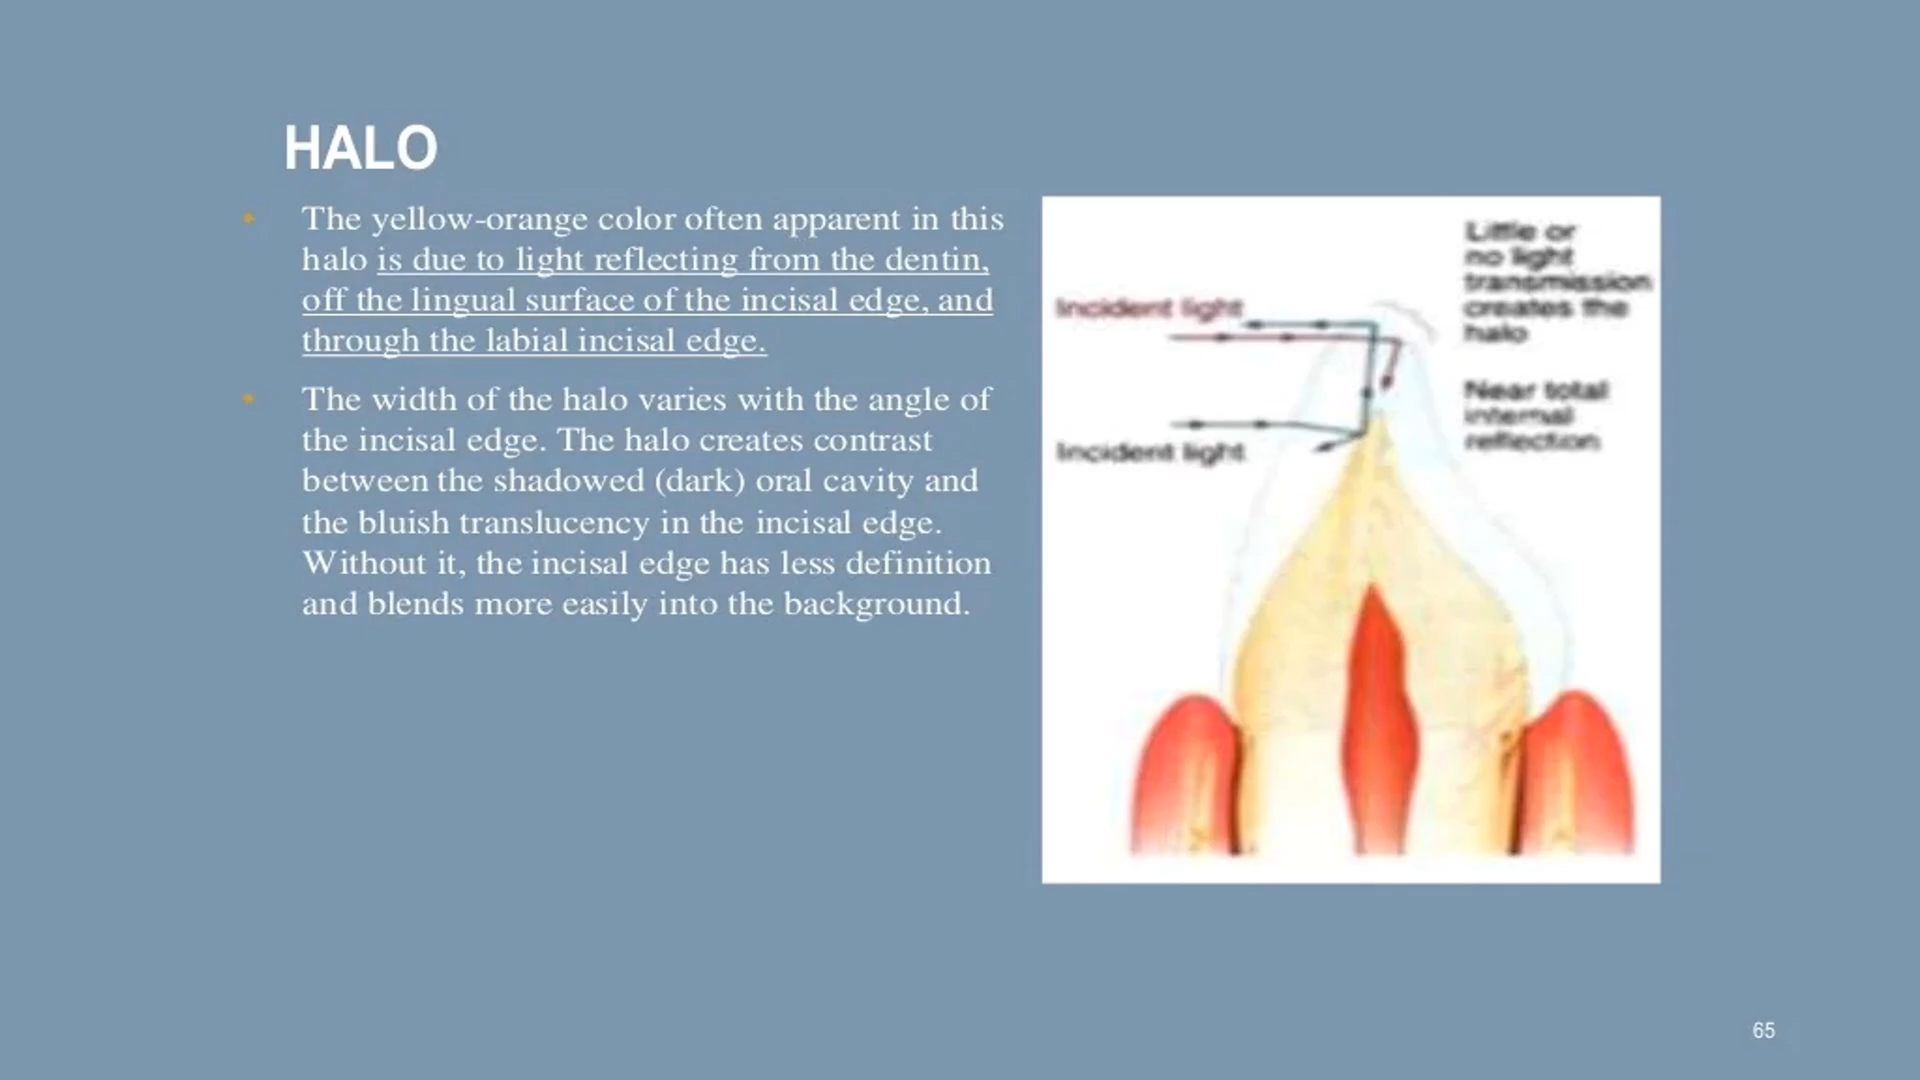 HALO
• The yellow-orange color often apparent in this
halo is due to light reflecting from the dentin,
off the lingual surface of the incisal edge, and
through the labial incisal edge.
• The width of the halo varies with the angle of
the incisal edge. The halo creates contrast
between the shadowed (dark) oral cavity and
the bluish translucency in the incisal edge.
Without it, the incisal edge has less definition
and blends more easily into the background.
Incident light
Incident light
Little or
no light
transmission
creates the
halo
Near total
internal
reflection
65